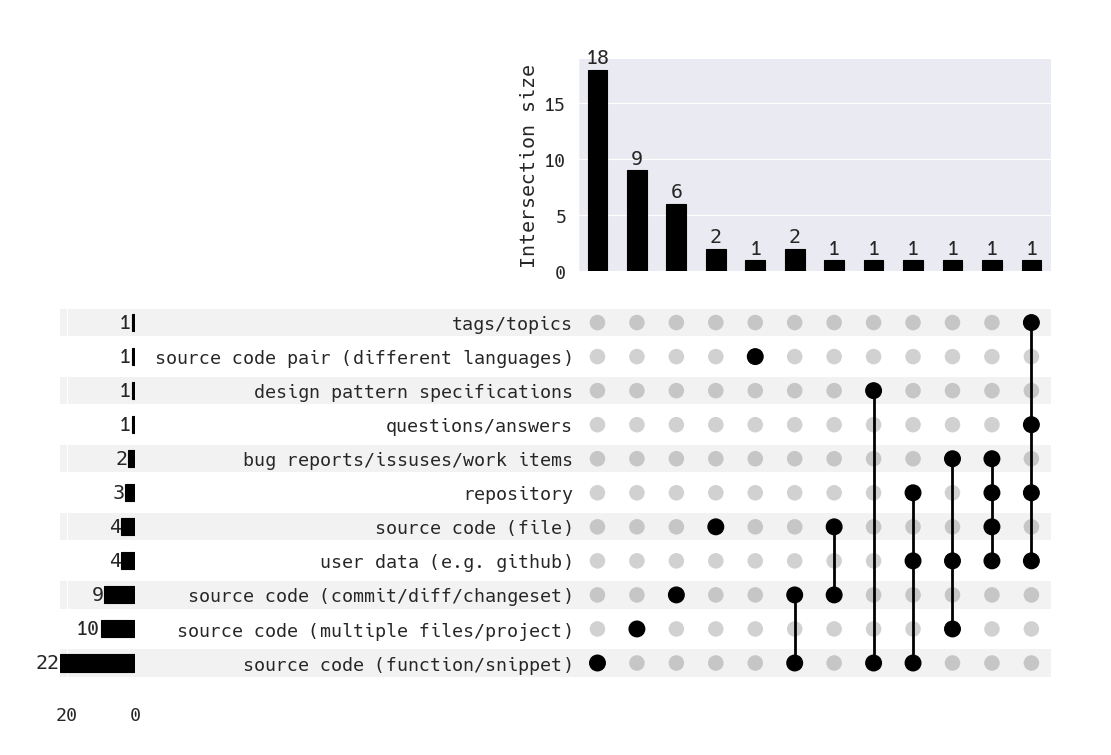 Intersection size
15
10
5
0
18 9 6 2 1 2 1 1 1 1 1 1
1 tags/topics
1 source code pair (different languages)
1 design pattern specifications
1 questions/answers
2 bug reports/issuses/work items
3 repository
4 source code (file)
4 user data (e.g. github)
9 source code (commit/diff/changeset)
10 source code (multiple files/project)
22 source code (function/snippet)
20 0